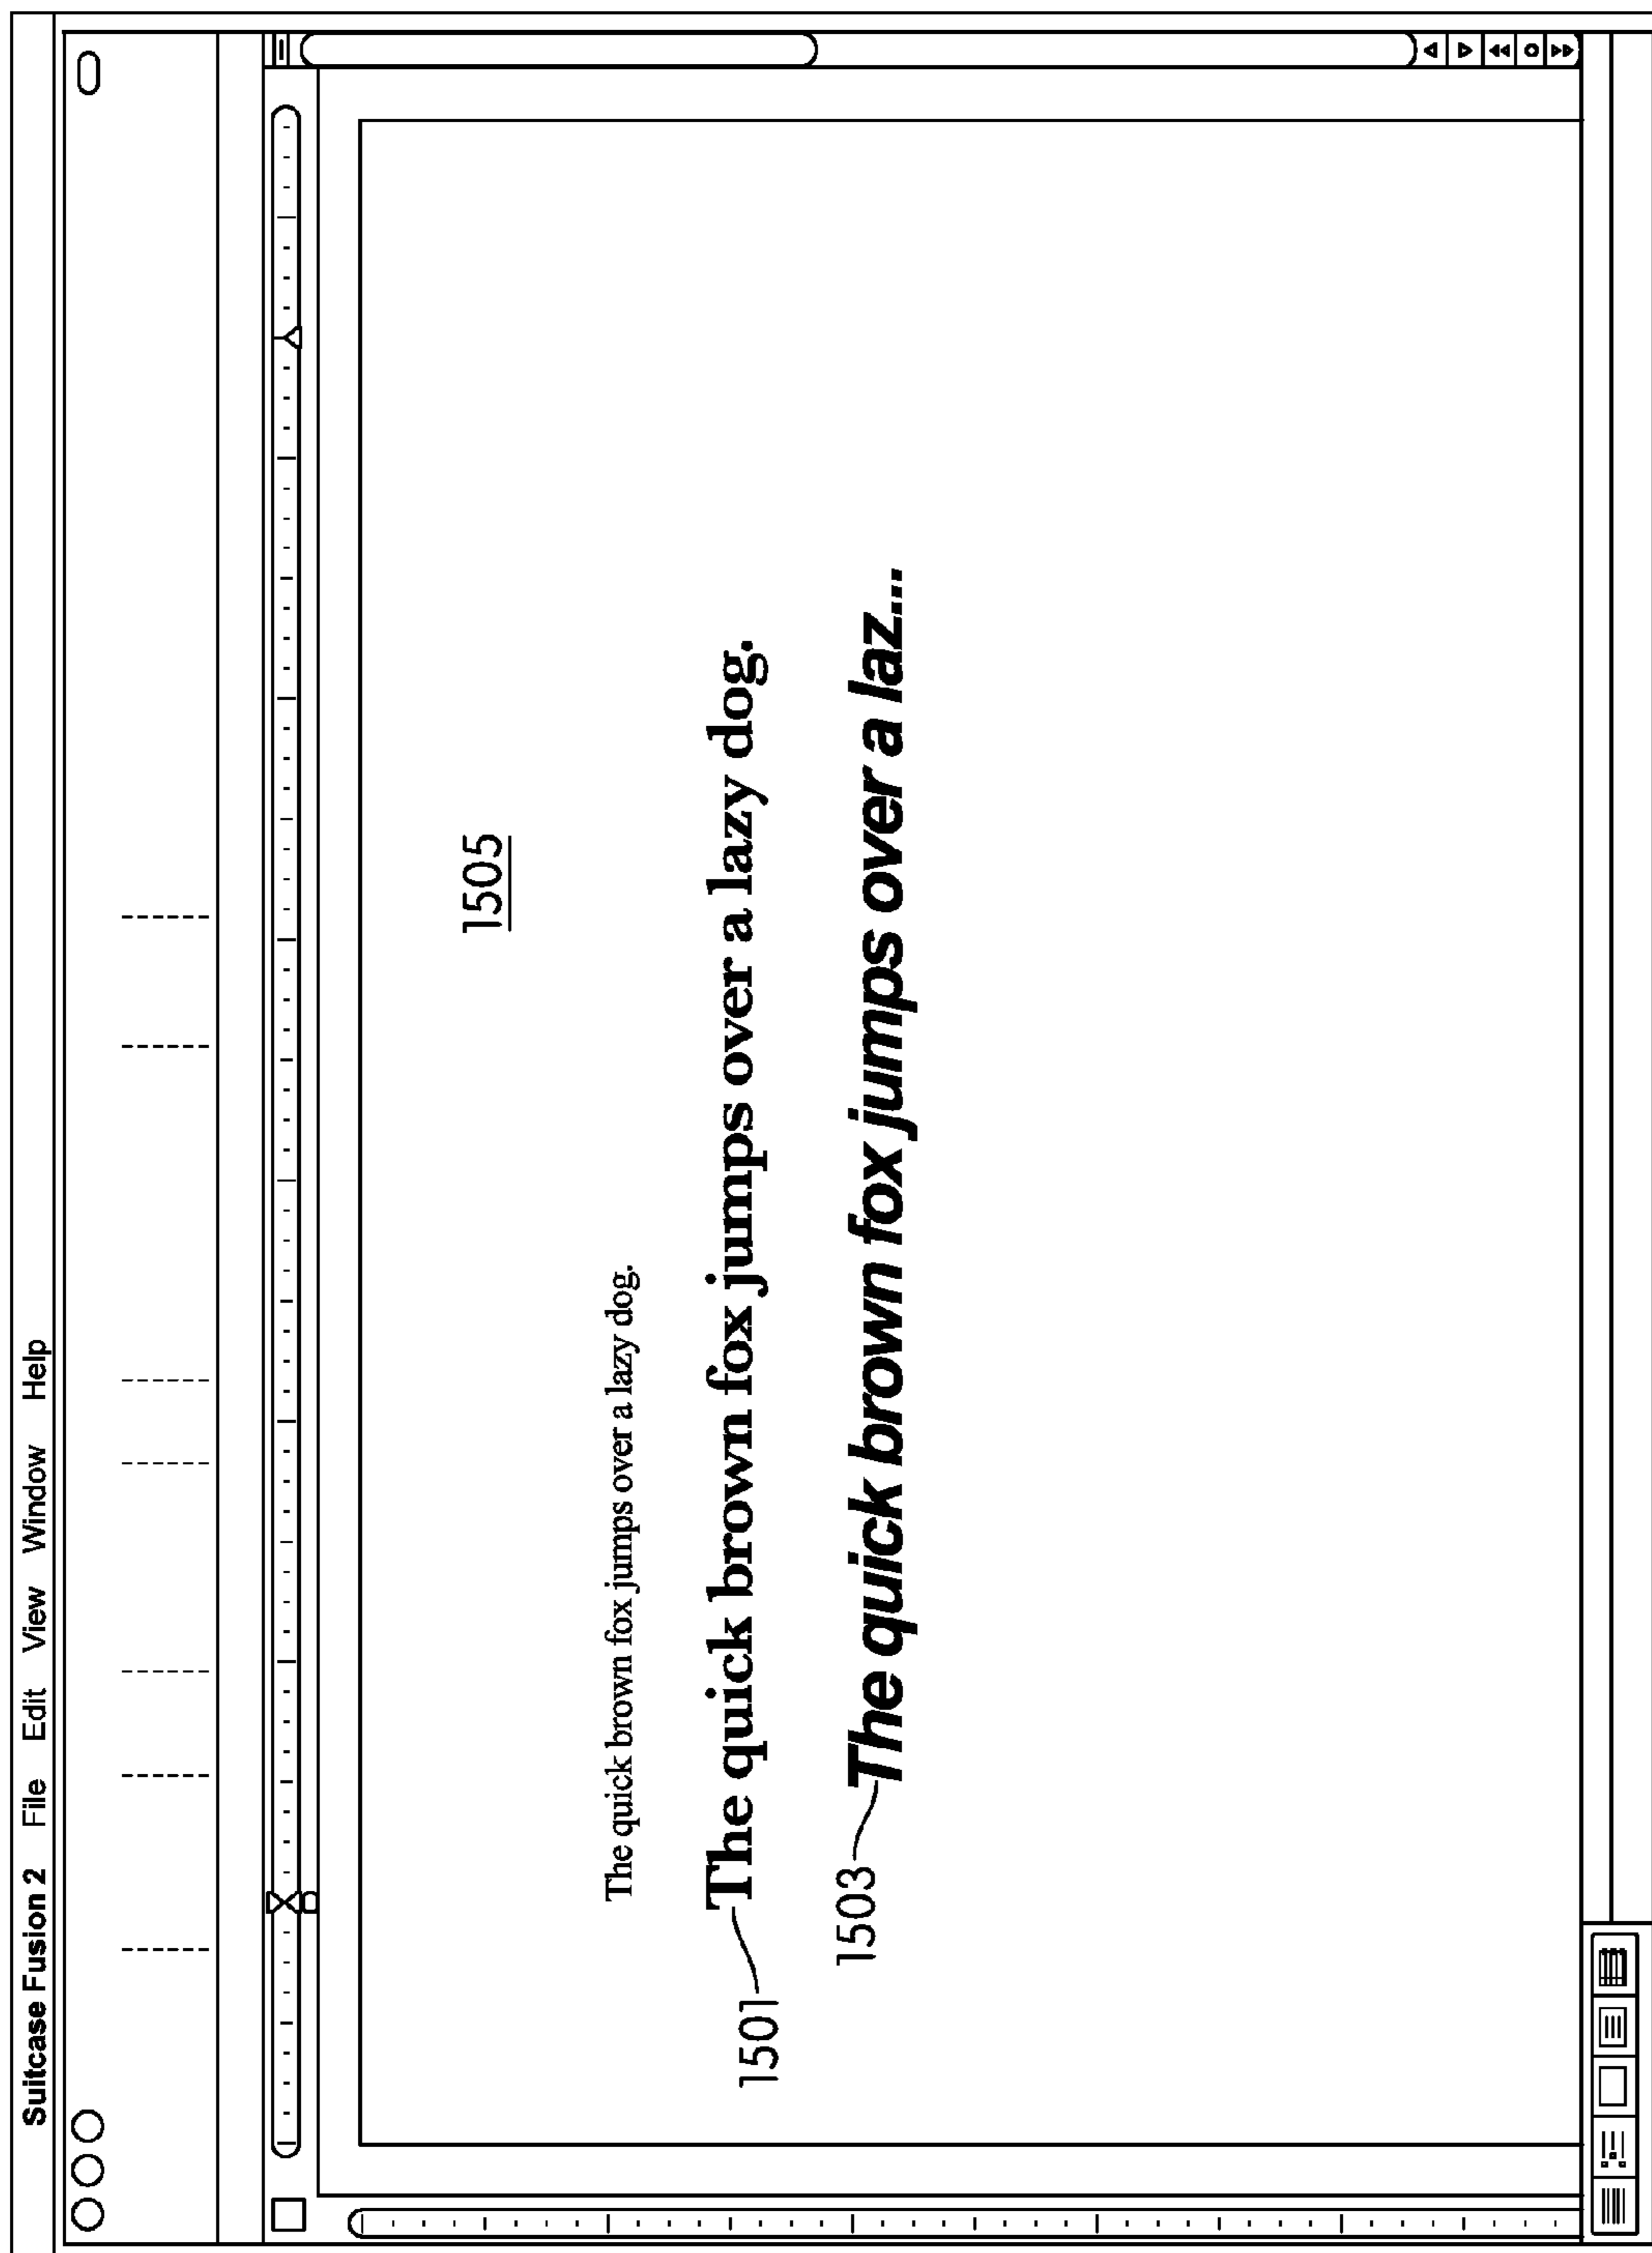 Suitcase Fusion 2 File Edit View Window Help
1505
The quick brown fox jumps over a lazy dog.
1501 The quick brown fox jumps over a lazy dog.
1503 The quick brown fox jumps over a laz...